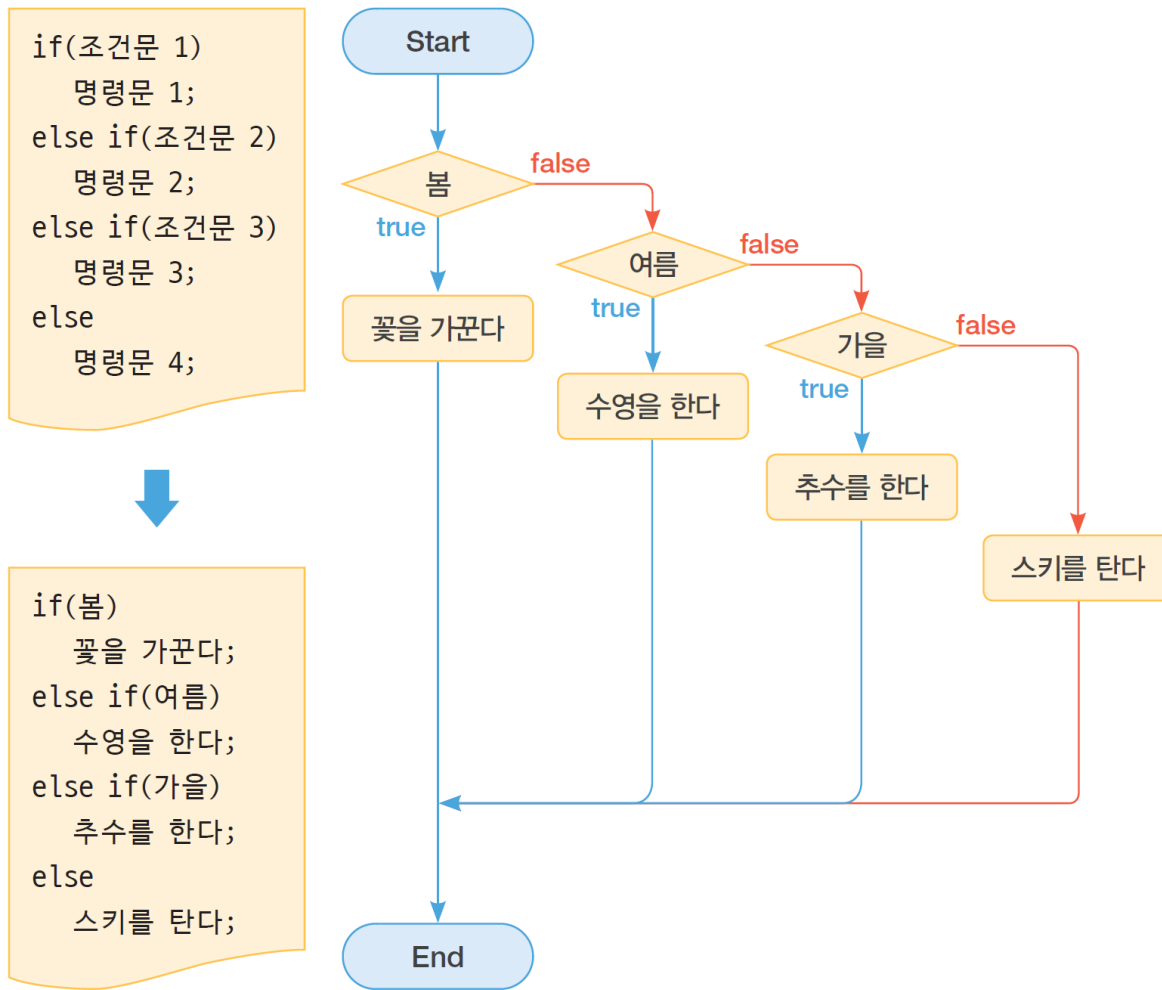 if(조건문 1)
명령문 1;
else if(조건문 2)
명령문 2;
else if(조건문 3)
명령문 3;
else
명령문 4;
if(봄)
꽃을 가꾼다;
else if(여름)
수영을 한다;
else if(가을)
추수를 한다;
else
스키를 탄다;
Start
봄
false
true
꽃을 가꾼다
여름
false
true
수영을 한다
가을
false
true
추수를 한다
스키를 탄다
End